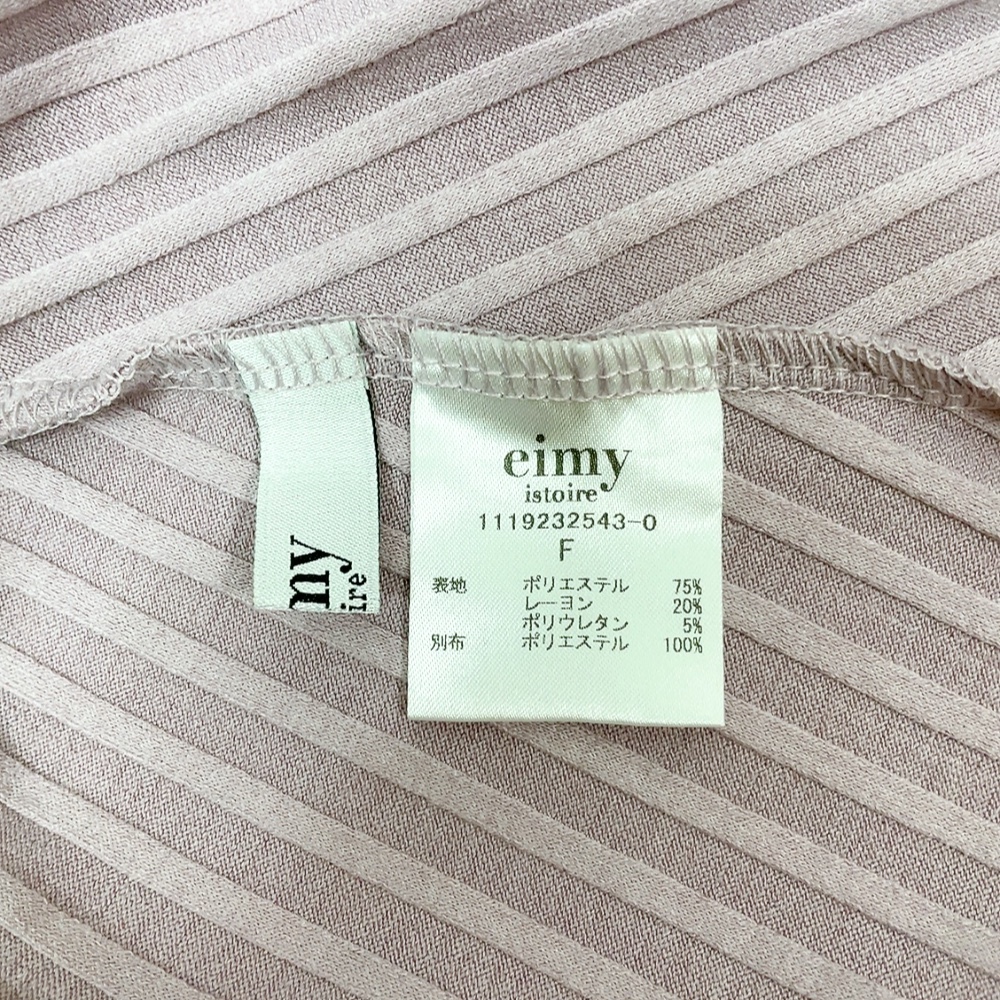 my
ire
eimy
istoire
1119232543-0
F
表地 ポリエステル 75%
レーヨン 20%
ポリウレタン 5%
別布 ポリエステル 100%